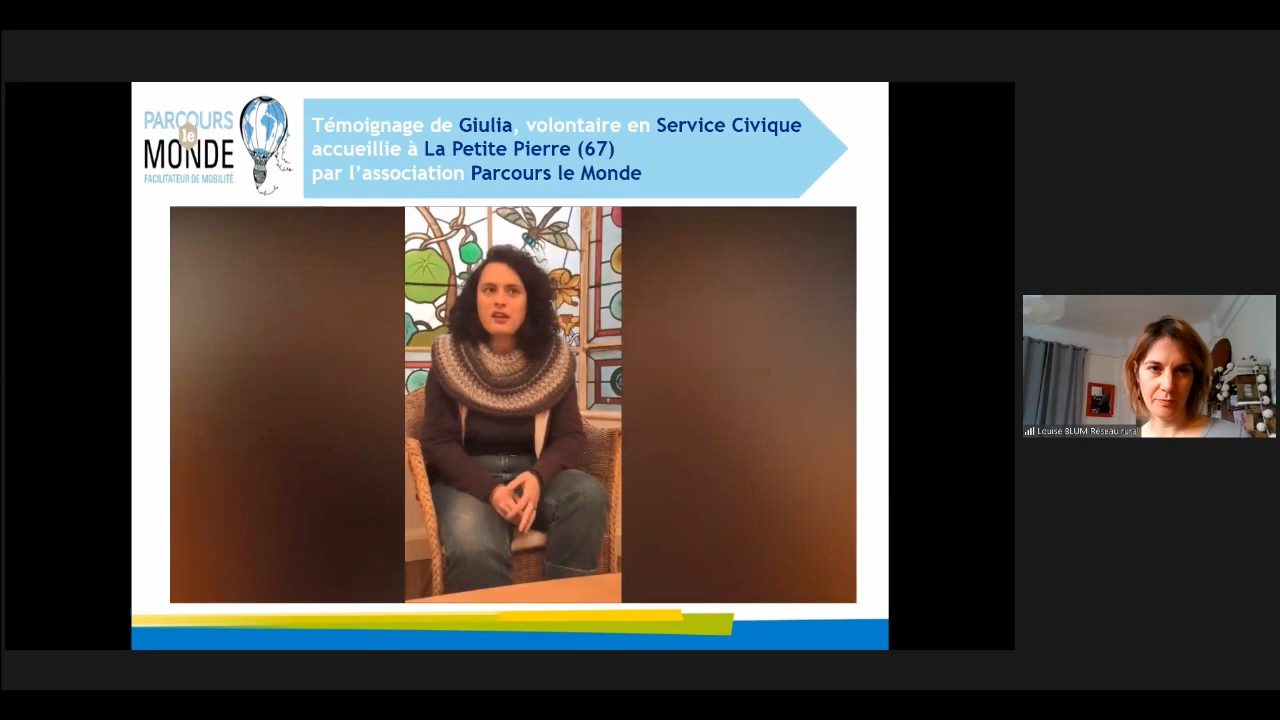 PARCOURS
le
MONDE
FACILITATEUR DE MOBILITÉ
Témoignage de Giulia, volontaire en Service Civique
accueillie à La Petite Pierre (67)
par l'association Parcours le Monde
Louise BLUM Réseau rural